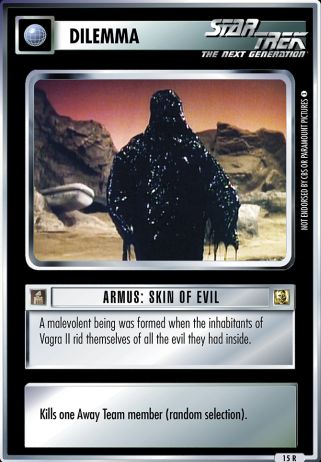 DILEMMA
STAR TREK
THE NEXT GENERATION
NOT ENDORSED BY CBS OR PARAMOUNT PICTURES
ARMUS: SKIN OF EVIL
A malevolent being was formed when the inhabitants of
Vagra II rid themselves of all the evil they had inside.
Kills one Away Team member (random selection).
15 R